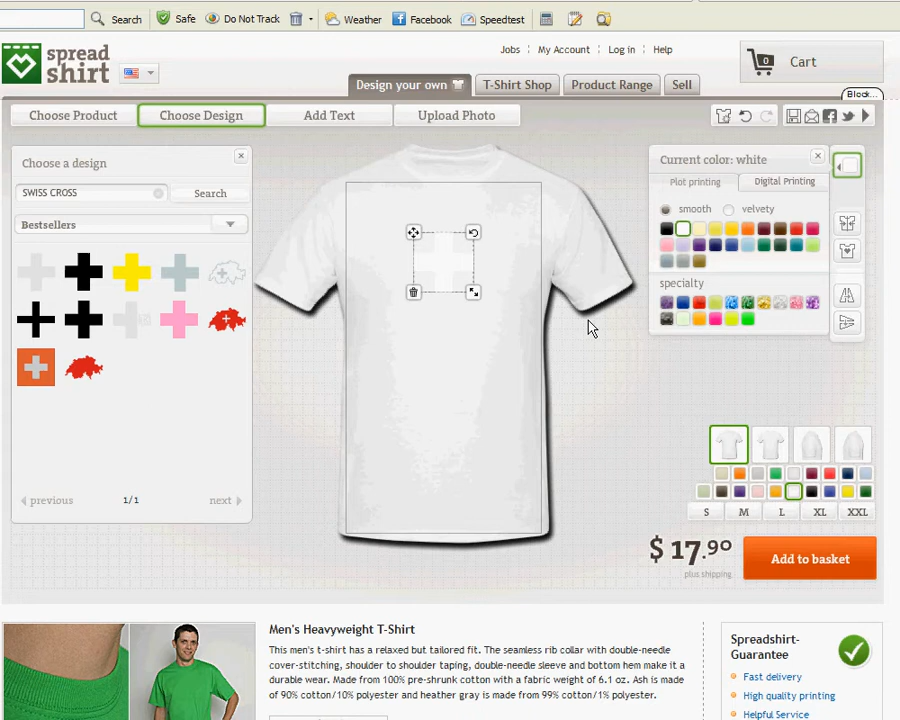 Search Safe Do Not Track Weather Facebook Speedtest
spread
shirt
Jobs My Account Log in Help
0 Cart
Design your own T-Shirt Shop Product Range Sell
Block...
Choose Product Choose Design Add Text Upload Photo
Choose a design
SWISS CROSS Search
Bestsellers
previous 1/1 next
Current color: white
Plot printing Digital Printing
smooth velvety
specialty
S M L XL XXL
$ 17.90
plus shipping
Add to basket
Men's Heavyweight T-Shirt
This men's t-shirt has a relaxed but tailored fit. The seamless rib collar with double-needle
cover-stitching, shoulder to shoulder taping, double-needle sleeve and bottom hem make it a
durable wear. Made from 100% pre-shrunk cotton with a fabric weight of 6.1 oz. Ash is made
of 90% cotton/10% polyester and heather gray is made from 99% cotton/1% polyester.
Spreadshirt-
Guarantee
Fast delivery
High quality printing
Helpful Service